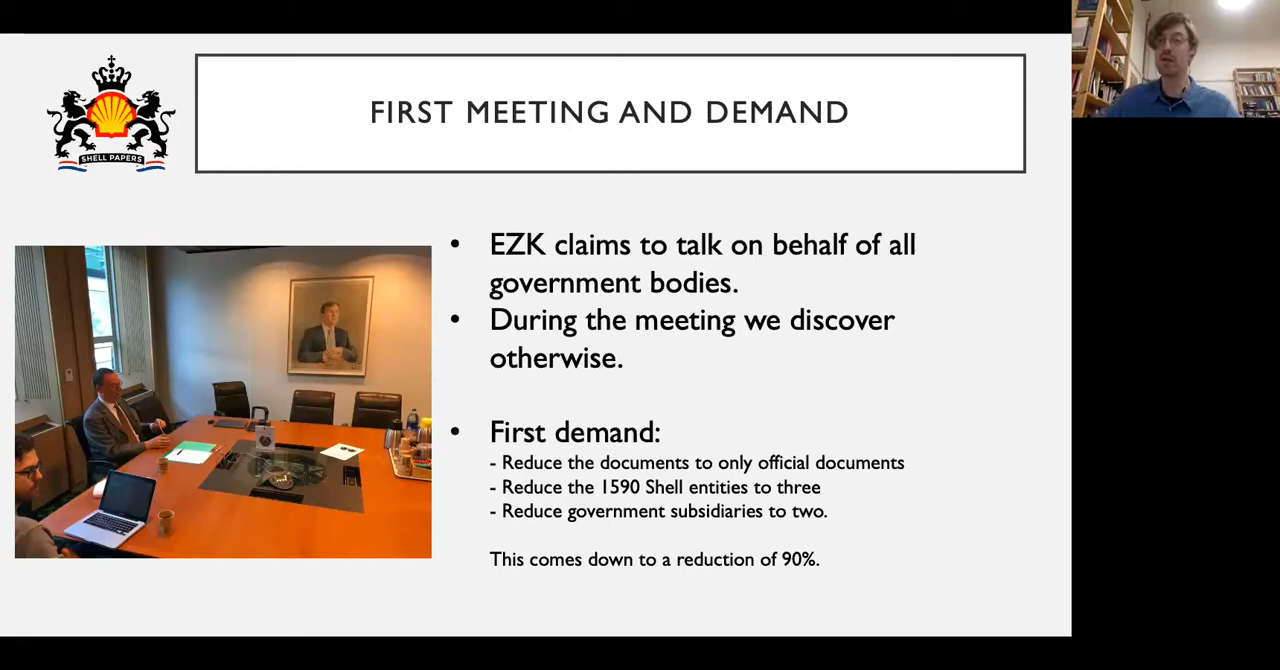 SHELL PAPERS
FIRST MEETING AND DEMAND
• EZK claims to talk on behalf of all
government bodies.
• During the meeting we discover
otherwise.
• First demand:
- Reduce the documents to only official documents
- Reduce the 1590 Shell entities to three
- Reduce government subsidiaries to two.
This comes down to a reduction of 90%.